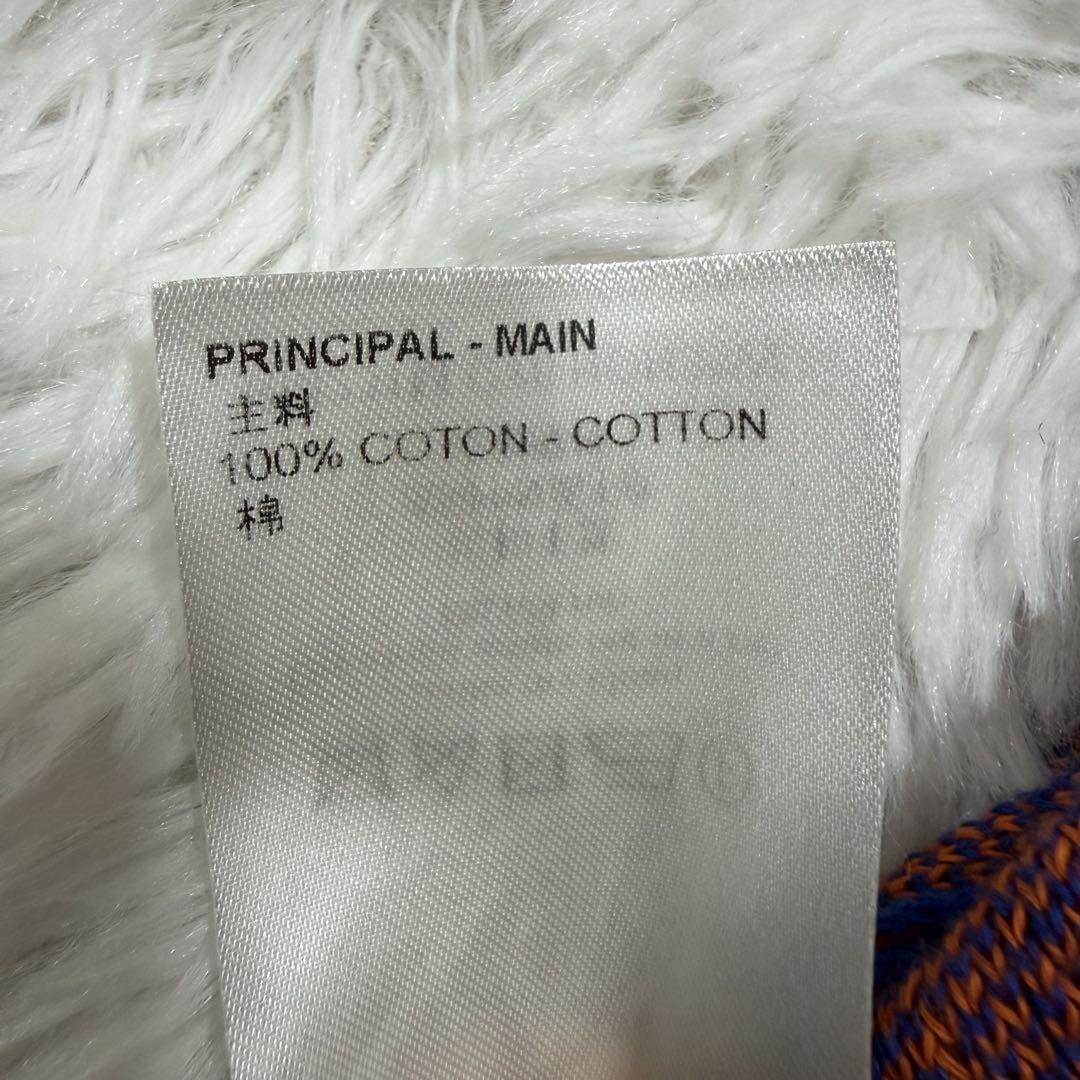 PRINCIPAL - MAIN
主料
100% COTON - COTTON
棉